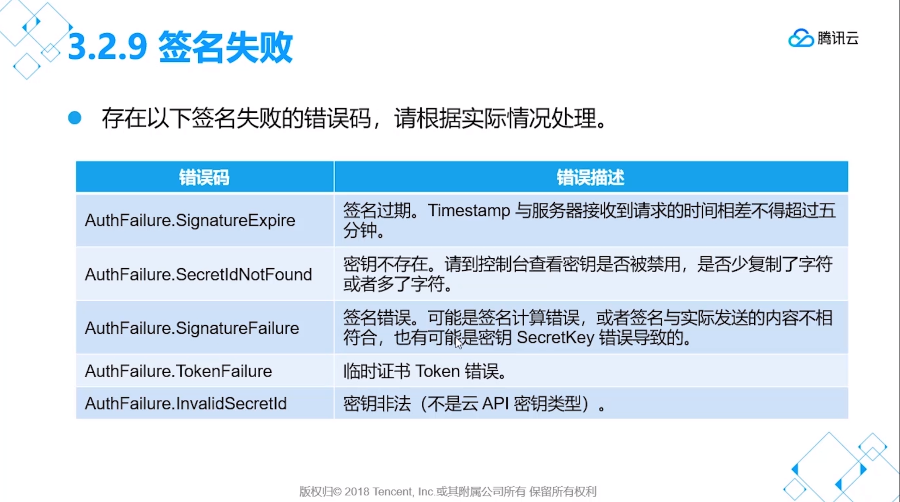 3.2.9 签名失败
腾讯云
存在以下签名失败的错误码，请根据实际情况处理。
错误码 错误描述
AuthFailure.SignatureExpire
签名过期。Timestamp 与服务器接收到请求的时间相差不得超过五
分钟。
AuthFailure.SecretIdNotFound
密钥不存在。请到控制台查看密钥是否被禁用，是否少复制了字符
或者多了字符。
AuthFailure.SignatureFailure
签名错误。可能是签名计算错误，或者签名与实际发送的内容不相
符合，也有可能是密钥 SecretKey 错误导致的。
AuthFailure.TokenFailure
临时证书 Token 错误。
AuthFailure.InvalidSecretId
密钥非法（不是云 API 密钥类型）。
版权归© 2018 Tencent, Inc.或其附属公司所有 保留所有权利